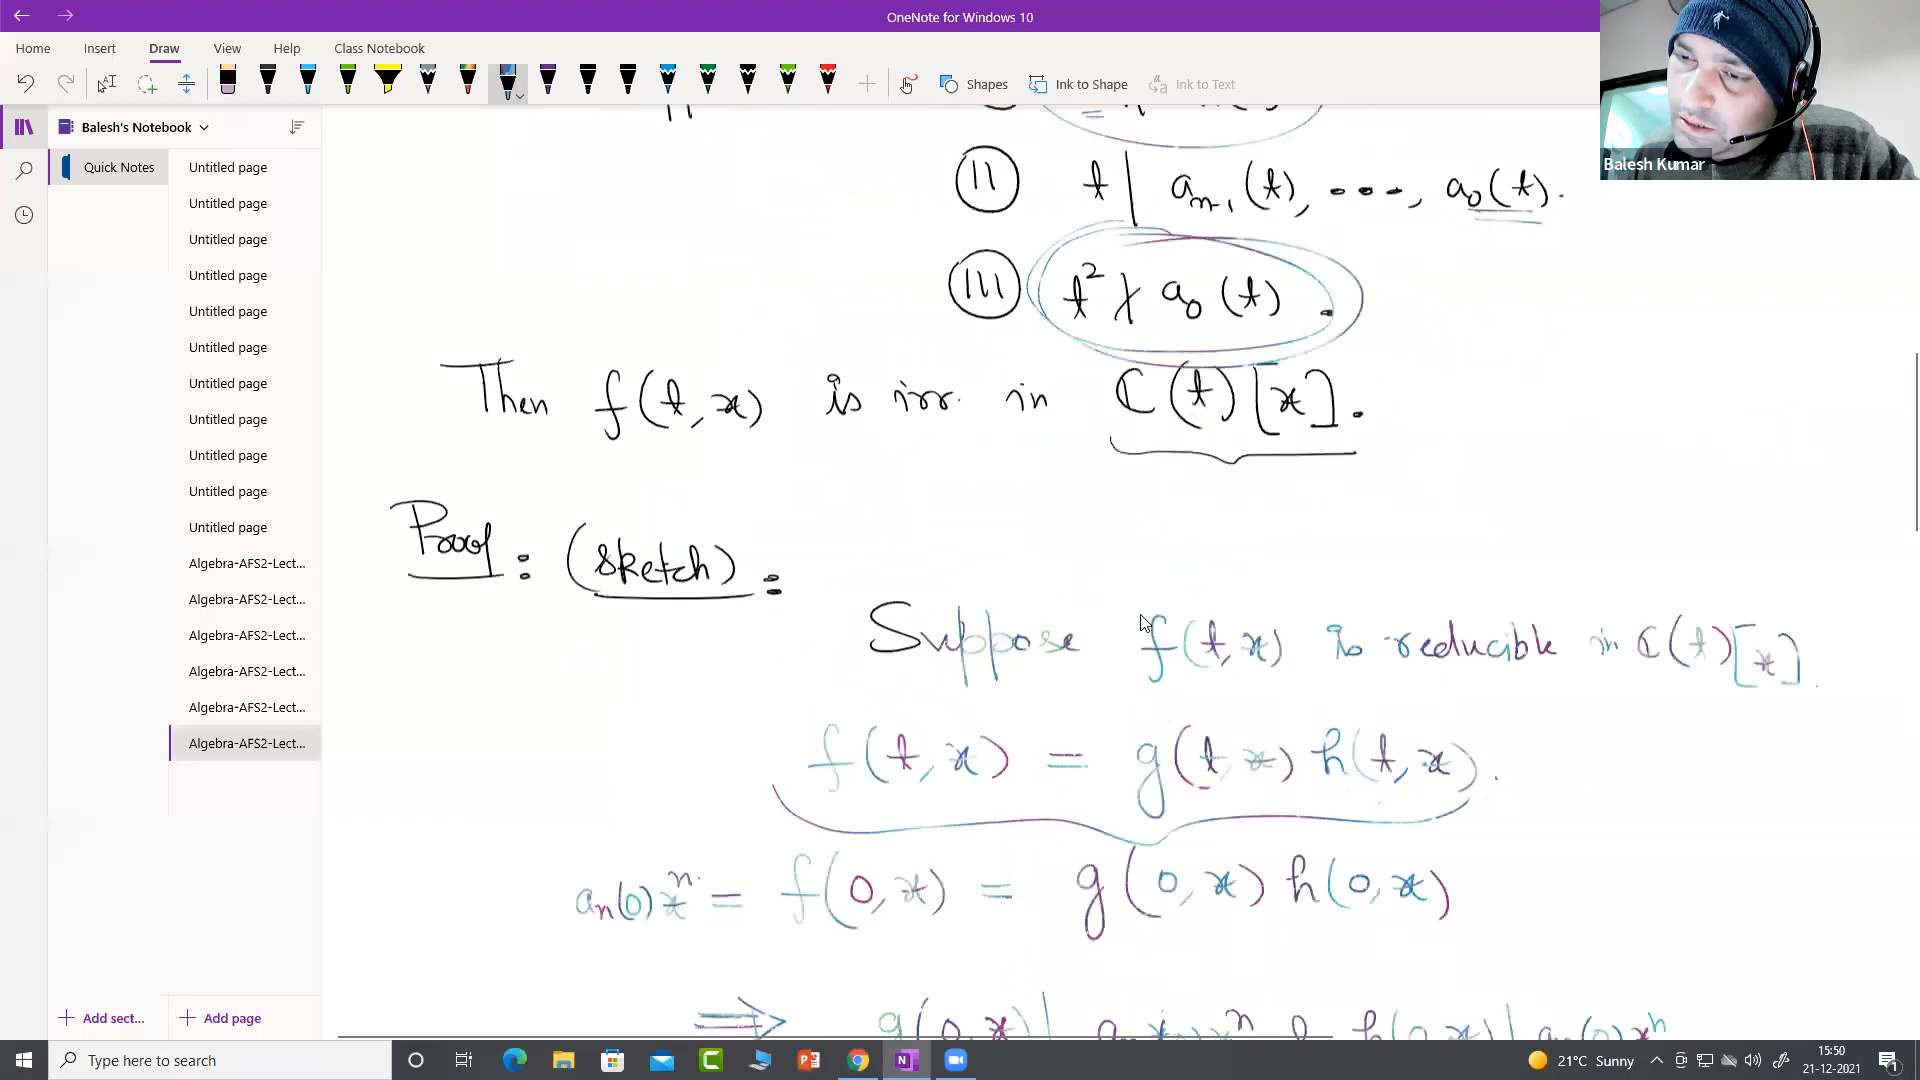 OneNote for Windows 10
Home Insert Draw View Help Class Notebook
Shapes Ink to Shape Ink to Text
Balesh Kumar
Balesh's Notebook
Quick Notes
Untitled page
Untitled page
Untitled page
Untitled page
Untitled page
Untitled page
Untitled page
Untitled page
Untitled page
Untitled page
Untitled page
Algebra-AFS2-Lect...
Algebra-AFS2-Lect...
Algebra-AFS2-Lect...
Algebra-AFS2-Lect...
Algebra-AFS2-Lect...
Algebra-AFS2-Lect...
Add sect... Add page
(II) t | aₙ₋₁(t), ...., a₀(t).
(III) t² ∤ a₀(t).
Then f(t,x) is irr. in ℂ(t)[x].
Proof: (sketch):
Suppose f(t,x) is reducible in ℂ(t)[x].
f(t,x) = g(t,x) h(t,x).
aₙ(0)xⁿ = f(0,x) = g(0,x) h(0,x)
⟹ g(0,x) |
Type here to search
21°C Sunny
15:50
21-12-2021
1